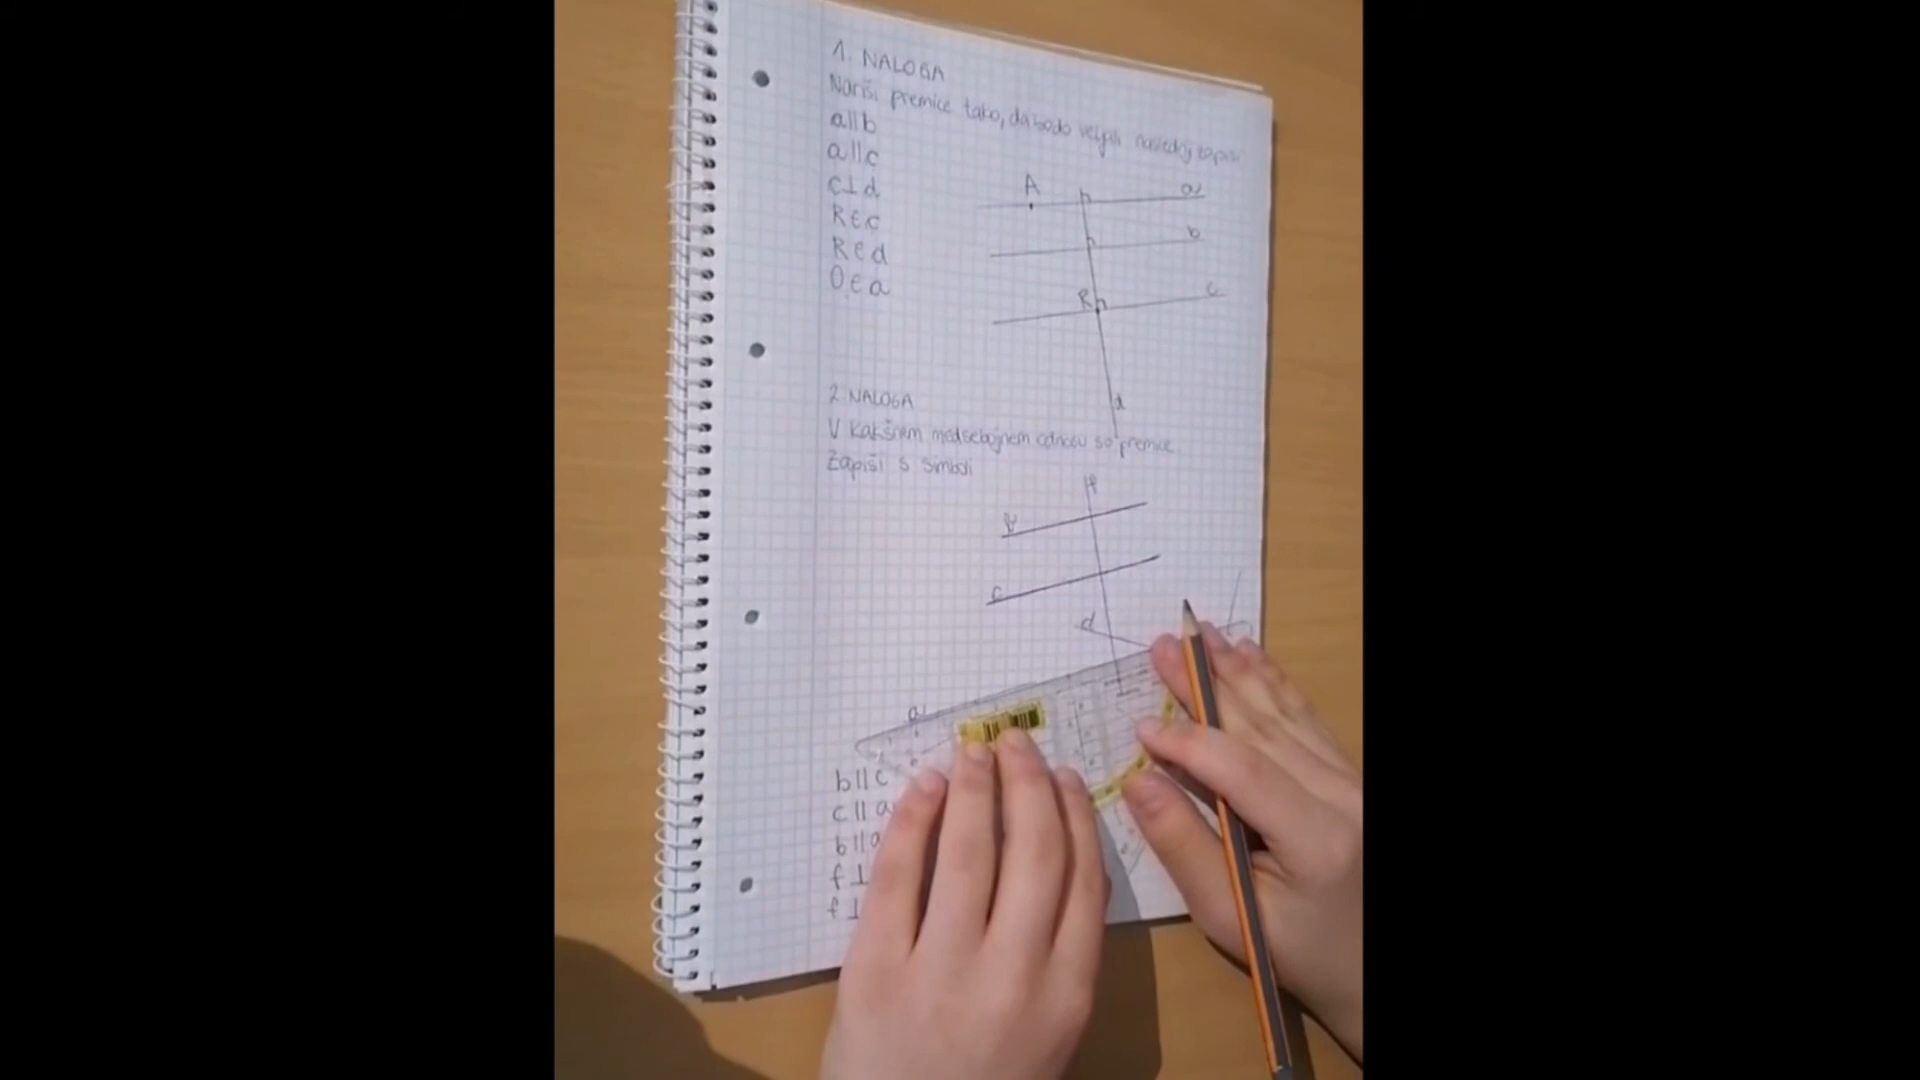 1. NALOGA
Nariši premice tako, da bodo veljali naslednji zapisi
a||b
a||c
c⊥d
R∈c
R∈d
O∈a
A
a
b
R
c
d
2 NALOGA
V kakšnem medsebojnem odnosu so premice
Zapiši s simboli
f
b
c
d
a
b||c
c||a
b||a
f⊥
f⊥